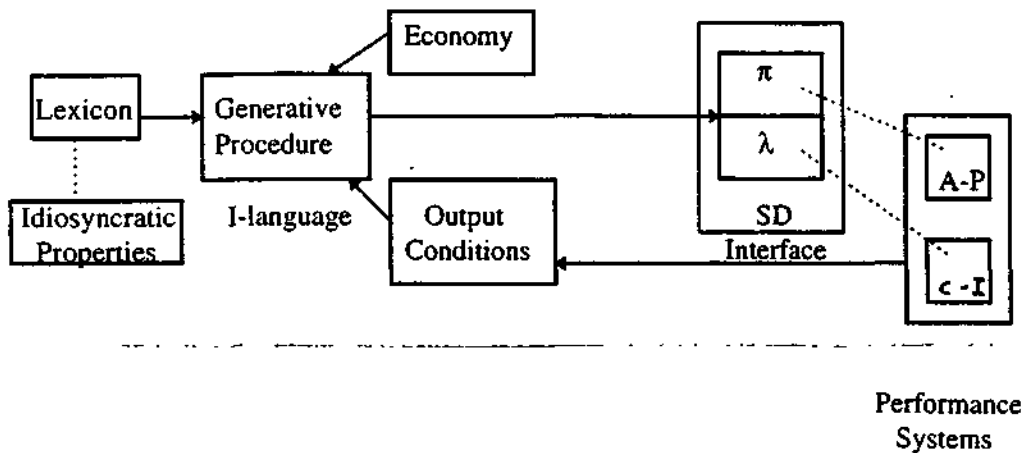 Economy
Lexicon
Generative
Procedure
π
λ
A-P
Idiosyncratic
Properties
I-language
Output
Conditions
SD
Interface
c-I
Performance
Systems